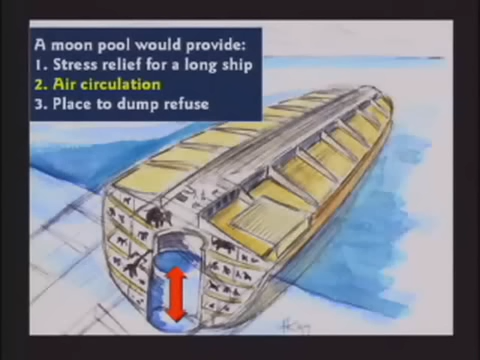 A moon pool would provide:
1. Stress relief for a long ship
2. Air circulation
3. Place to dump refuse